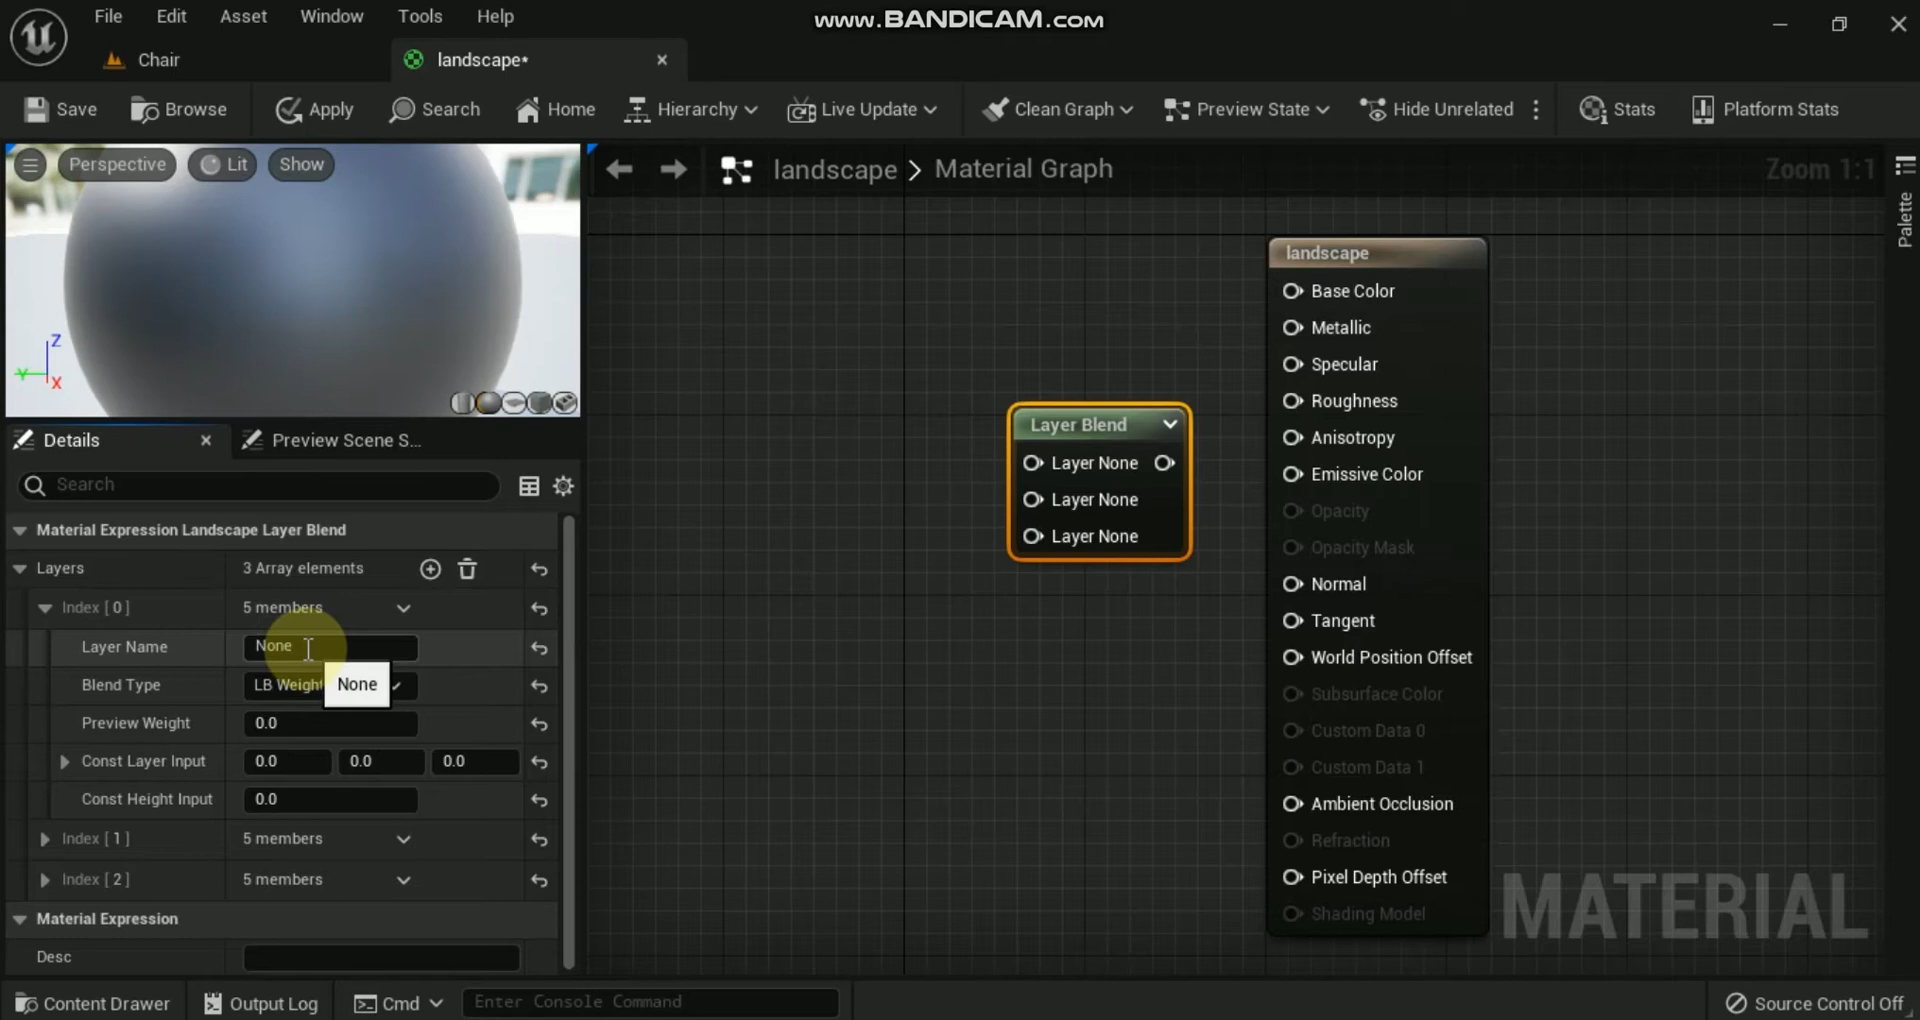 File Edit Asset Window Tools Help
www.BANDICAM.com
Chair
landscape*
Save Browse Apply Search Home Hierarchy Live Update Clean Graph Preview State Hide Unrelated Stats Platform Stats
Perspective Lit Show
landscape > Material Graph
Zoom 1:1
Palette
Z
Y
X
landscape
Base Color
Metallic
Specular
Roughness
Anisotropy
Emissive Color
Opacity
Opacity Mask
Normal
Tangent
World Position Offset
Subsurface Color
Custom Data 0
Custom Data 1
Ambient Occlusion
Refraction
Pixel Depth Offset
Shading Model
Layer Blend
Layer None
Layer None
Layer None
MATERIAL
Details Preview Scene S...
Search
Material Expression Landscape Layer Blend
Layers 3 Array elements
Index [ 0 ] 5 members
Layer Name None
Blend Type LB Weight
None
Preview Weight 0.0
Const Layer Input 0.0 0.0 0.0
Const Height Input 0.0
Index [ 1 ] 5 members
Index [ 2 ] 5 members
Material Expression
Desc
Content Drawer Output Log Cmd Enter Console Command Source Control Off